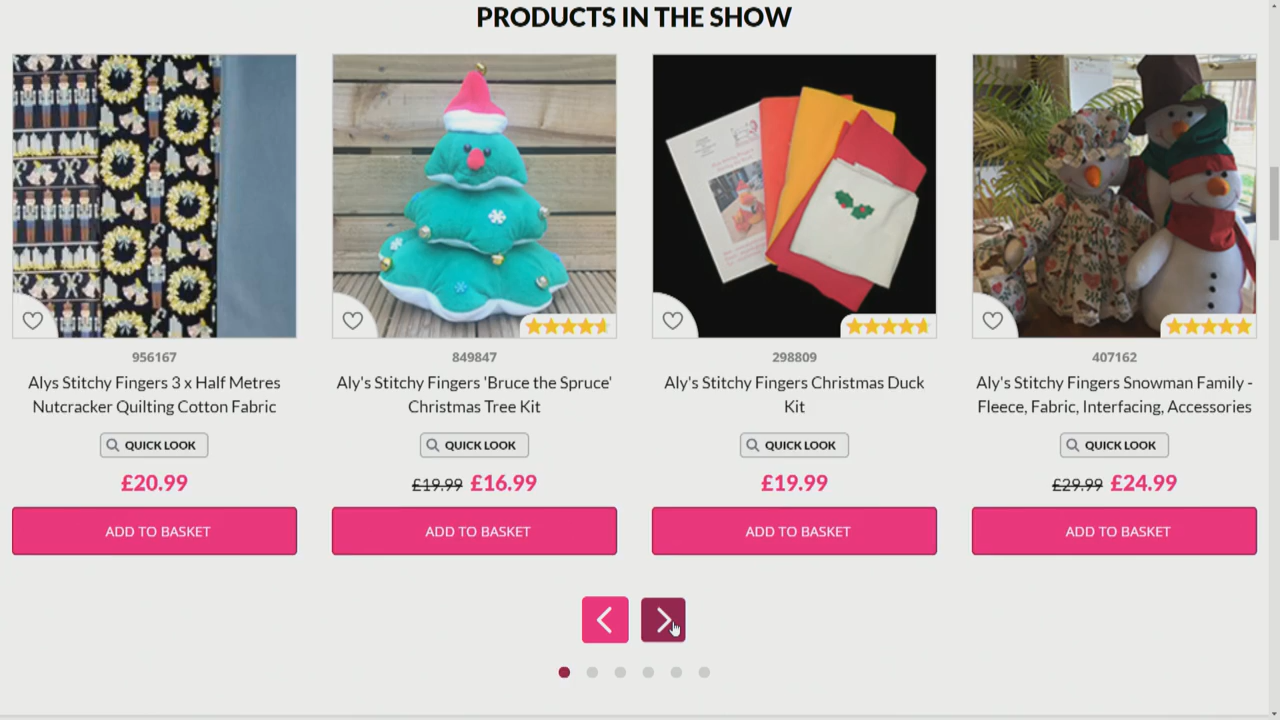 PRODUCTS IN THE SHOW
956167
Alys Stitchy Fingers 3 x Half Metres
Nutcracker Quilting Cotton Fabric
QUICK LOOK
£20.99
ADD TO BASKET
849847
Aly's Stitchy Fingers 'Bruce the Spruce'
Christmas Tree Kit
QUICK LOOK
£19.99 £16.99
ADD TO BASKET
298809
Aly's Stitchy Fingers Christmas Duck
Kit
QUICK LOOK
£19.99
ADD TO BASKET
407162
Aly's Stitchy Fingers Snowman Family -
Fleece, Fabric, Interfacing, Accessories
QUICK LOOK
£29.99 £24.99
ADD TO BASKET